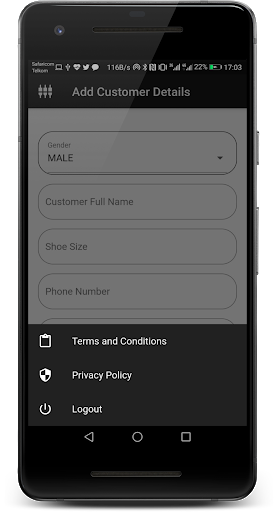 Safaricom
Telkom
116B/s
22%
17:03
Add Customer Details
Gender
MALE
Customer Full Name
Shoe Size
Phone Number
Terms and Conditions
Privacy Policy
Logout